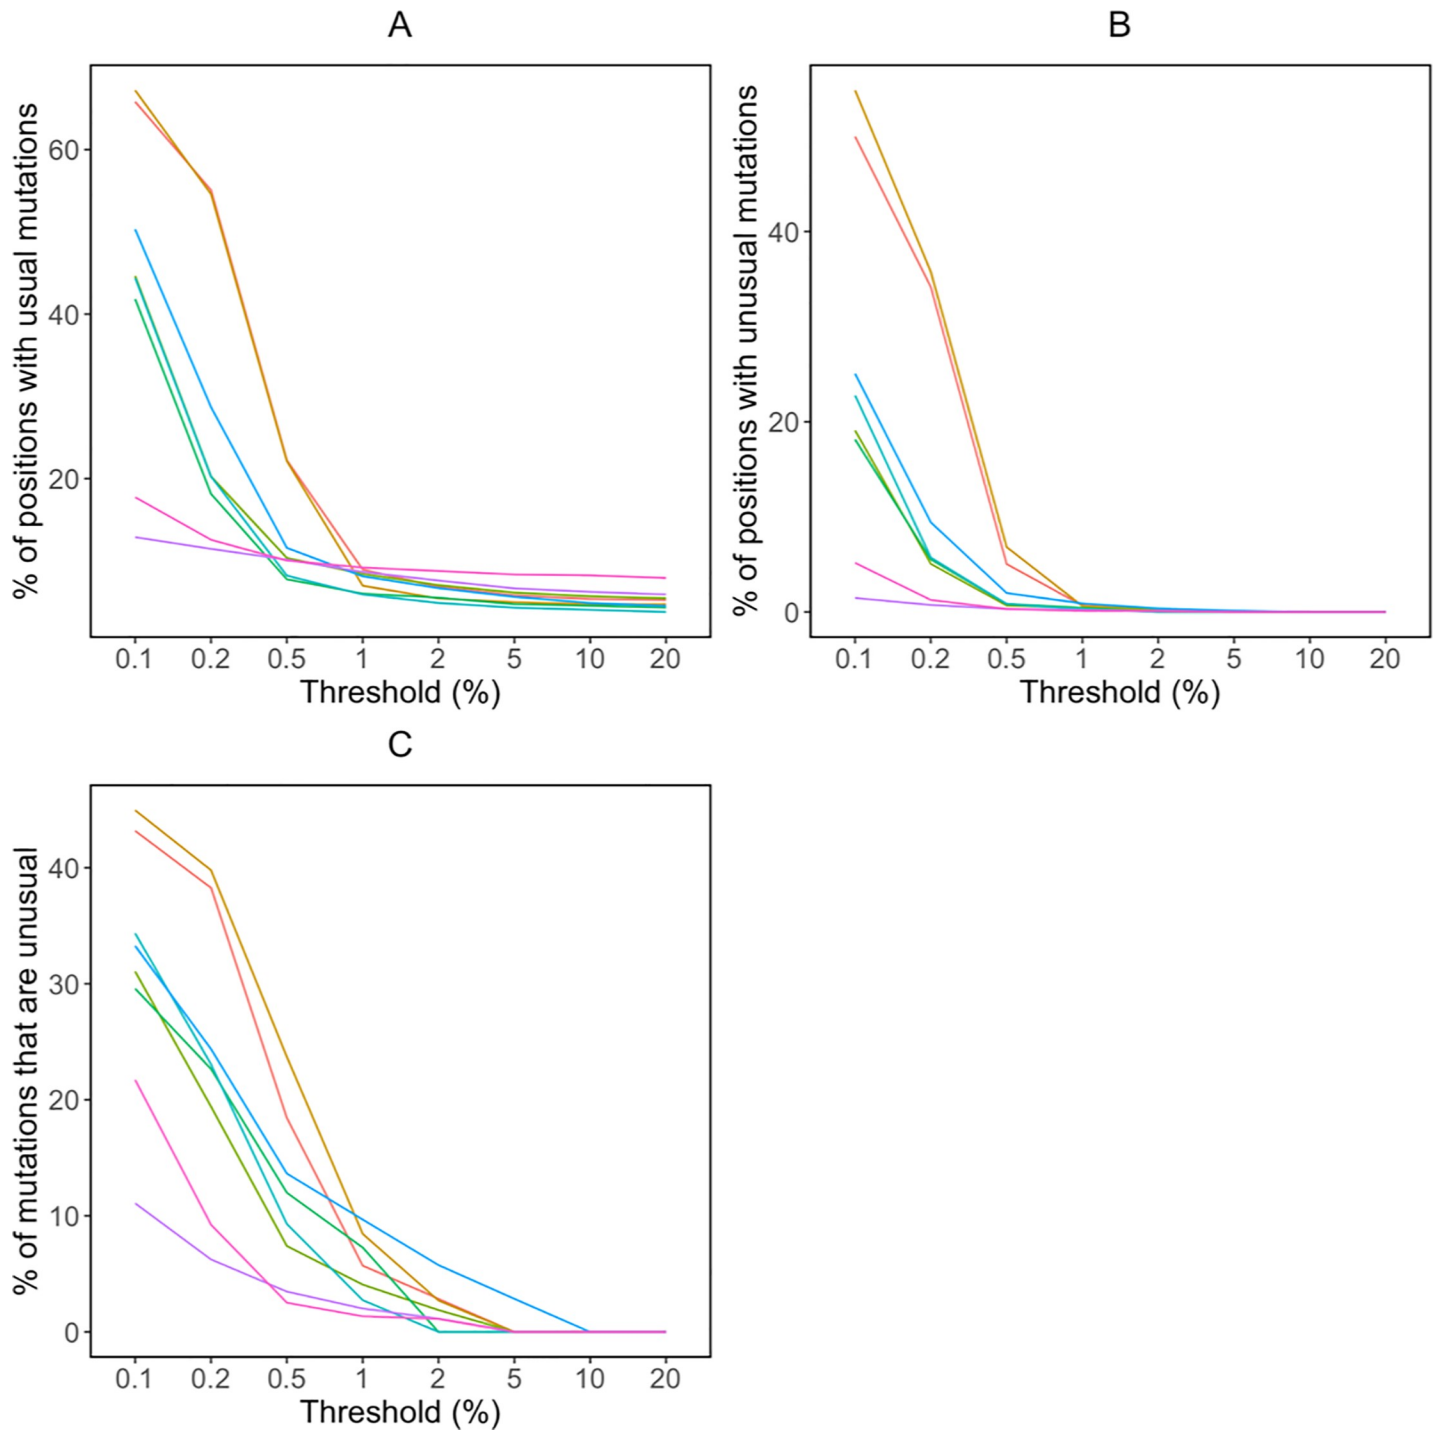 A
% of positions with usual mutations
60
40
20
0.1 0.2 0.5 1 2 5 10 20
Threshold (%)
B
% of positions with unusual mutations
40
20
0
0.1 0.2 0.5 1 2 5 10 20
Threshold (%)
C
% of mutations that are unusual
40
30
20
10
0
0.1 0.2 0.5 1 2 5 10 20
Threshold (%)